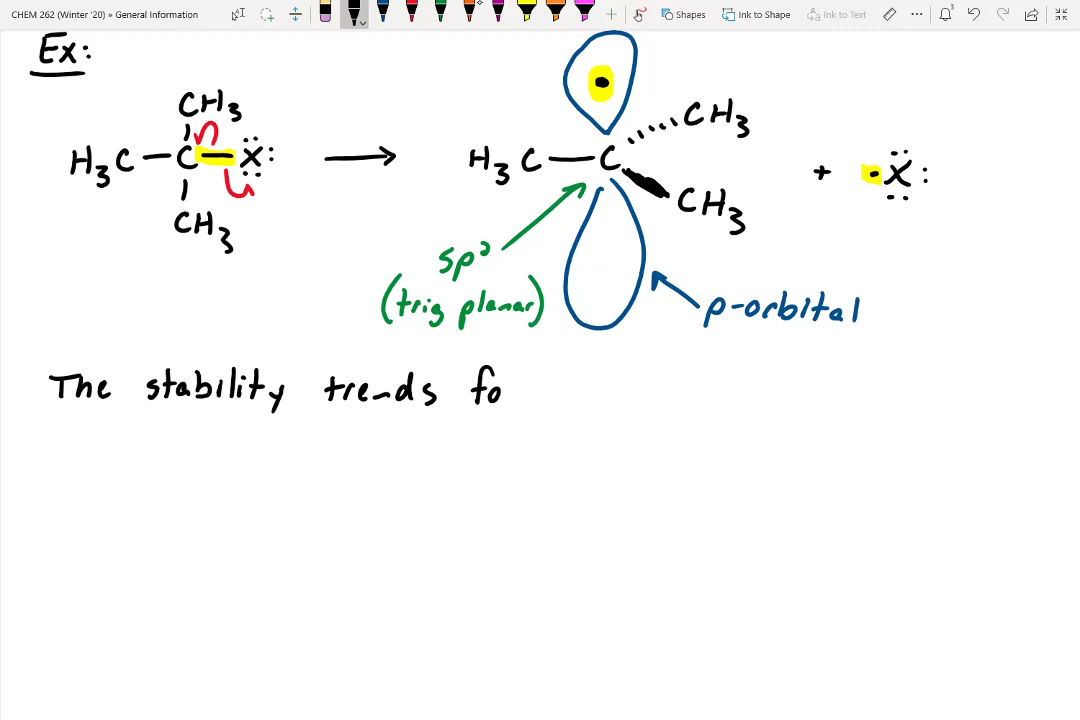 CHEM 262 (Winter '20) » General Information
Shapes
Ink to Shape
Ink to Text
3
Ex:
CH3
H3C — C — X: → H3C — C CH3 + ·X:
CH3
CH3
sp²
(trig planar)
p-orbital
The stability trends fo